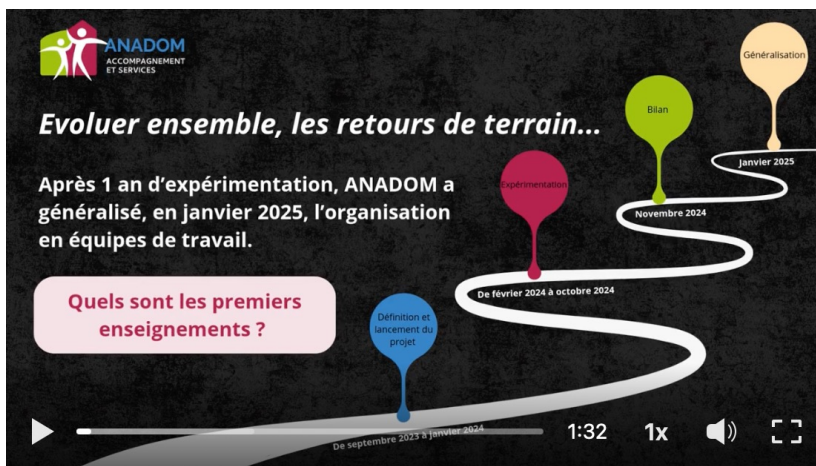 ANADOM
ACCOMPAGNEMENT
ET SERVICES
Evoluer ensemble, les retours de terrain...
Après 1 an d'expérimentation, ANADOM a
généralisé, en janvier 2025, l'organisation
en équipes de travail.
Quels sont les premiers
enseignements ?
Généralisation
Janvier 2025
Bilan
Novembre 2024
Expérimentation
De février 2024 à octobre 2024
Définition et
lancement du
projet
De septembre 2023 à janvier 2024
1:32
1x